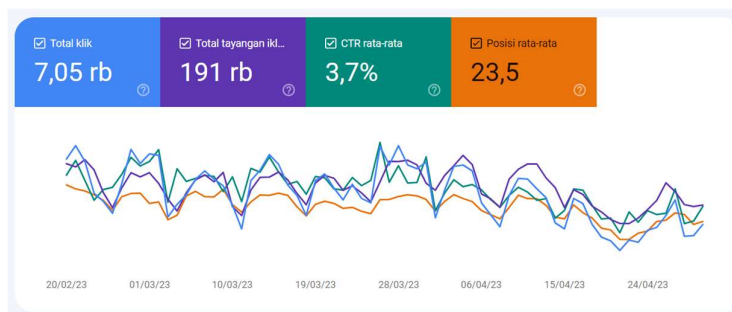 Total klik
7,05 rb
Total tayangan ikl...
191 rb
CTR rata-rata
3,7%
Posisi rata-rata
23,5
20/02/23 01/03/23 10/03/23 19/03/23 28/03/23 06/04/23 15/04/23 24/04/23